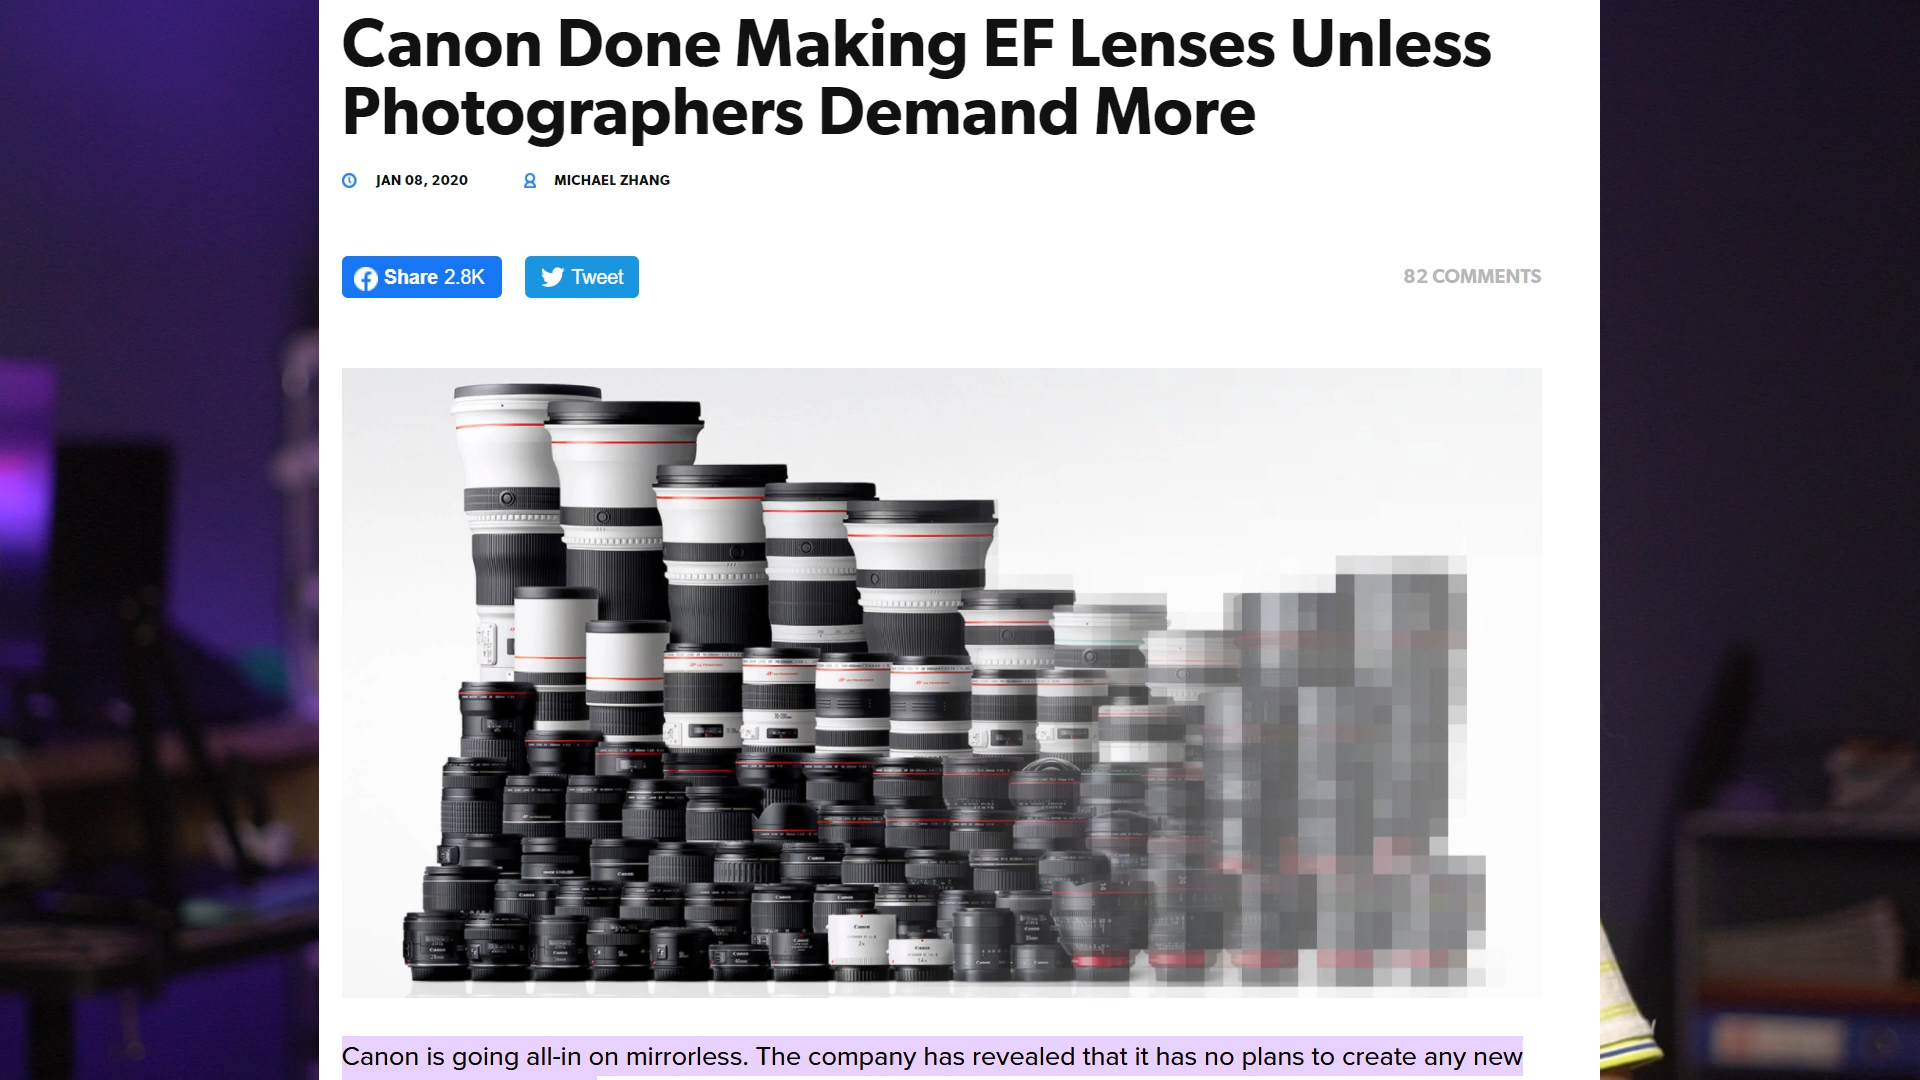 Canon Done Making EF Lenses Unless
Photographers Demand More
JAN 08, 2020 MICHAEL ZHANG
Share 2.8K Tweet 82 COMMENTS
Canon is going all-in on mirrorless. The company has revealed that it has no plans to create any new